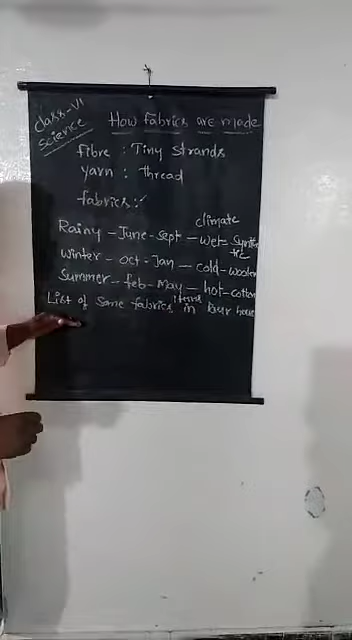 Class-VI
Science
How fabrics are made
fibre : Tiny strands
yarn : thread
fabrics :-
climate
Rainy - June-Sept - wet- Synthetic
winter - oct-Jan - cold-woolen
Summer - feb-May - hot-cotton
List of Some fabrics items in our house